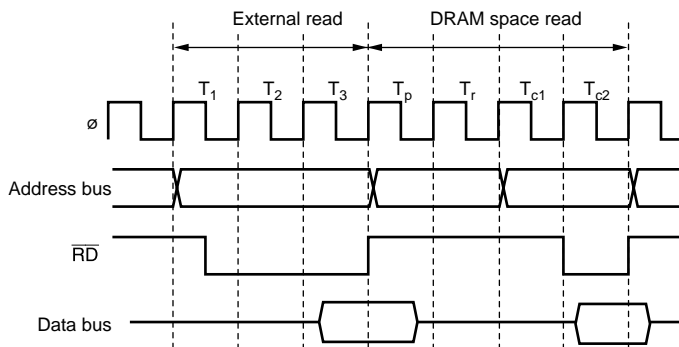 External read DRAM space read
T1 T2 T3 Tp Tr Tc1 Tc2
ø
Address bus
RD
Data bus